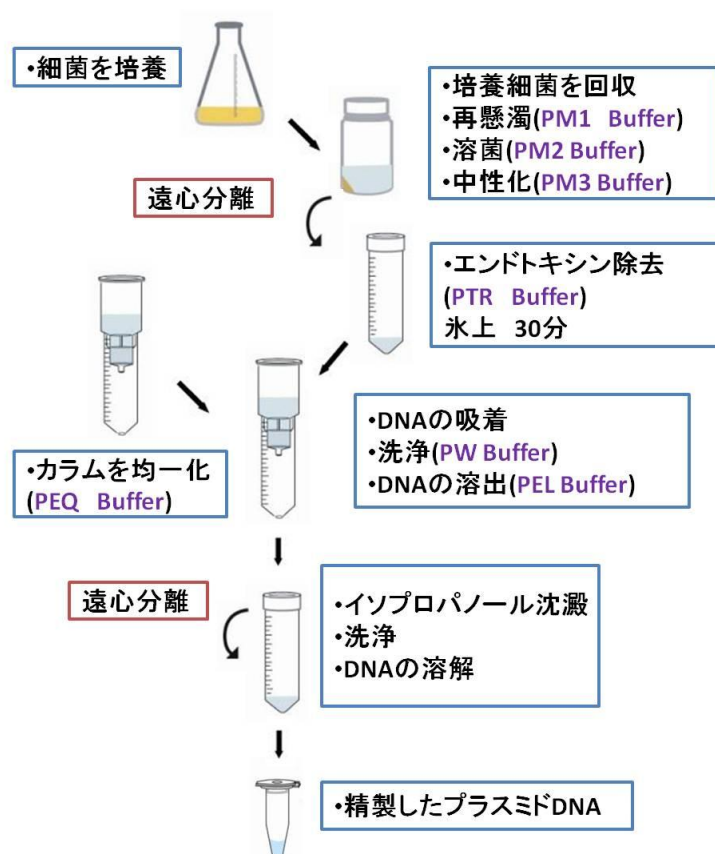 ・細菌を培養
・培養細菌を回収
・再懸濁(PM1 Buffer)
・溶菌(PM2 Buffer)
・中性化(PM3 Buffer)
遠心分離
・エンドトキシン除去
(PTR Buffer)
氷上 30分
・カラムを均一化
(PEQ Buffer)
・DNAの吸着
・洗浄(PW Buffer)
・DNAの溶出(PEL Buffer)
遠心分離
・イソプロパノール沈澱
・洗浄
・DNAの溶解
・精製したプラスミドDNA